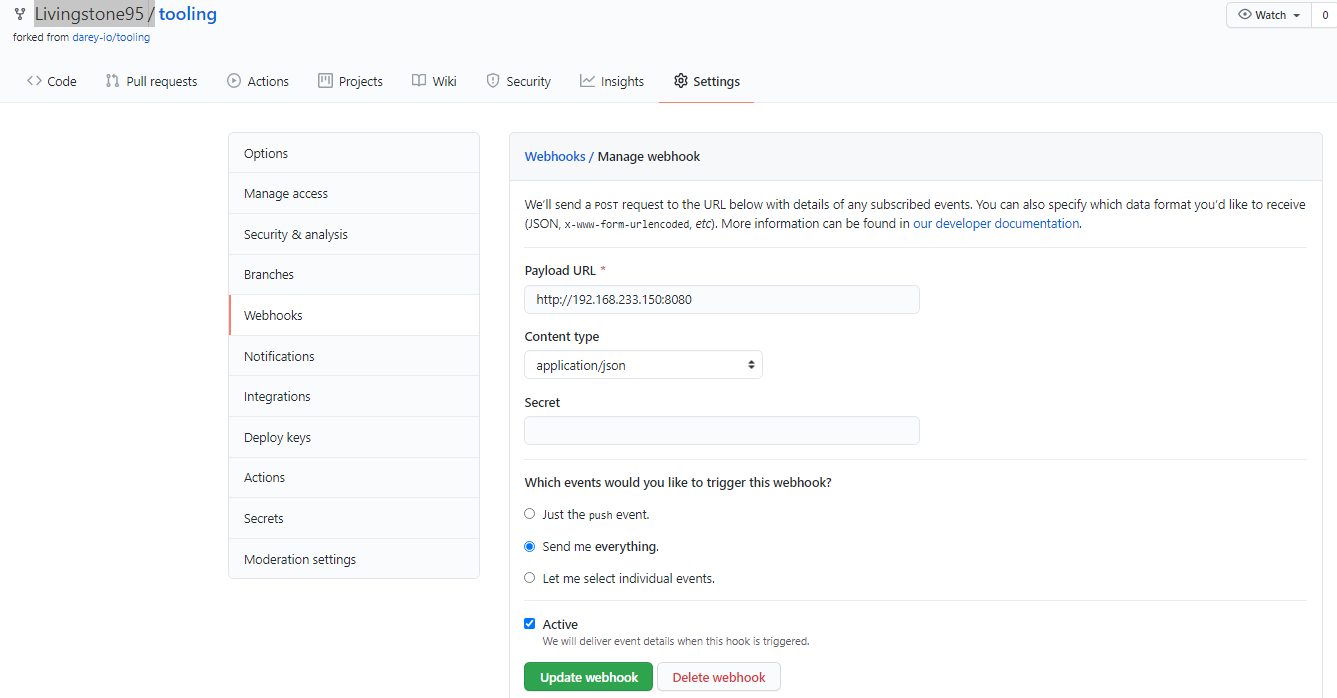 Livingstone95 / tooling
Watch 0
forked from darey-io/tooling
Code Pull requests Actions Projects Wiki Security Insights Settings
Options
Manage access
Security & analysis
Branches
Webhooks
Notifications
Integrations
Deploy keys
Actions
Secrets
Moderation settings
Webhooks / Manage webhook
We'll send a POST request to the URL below with details of any subscribed events. You can also specify which data format you'd like to receive
(JSON, x-www-form-urlencoded, etc). More information can be found in our developer documentation.
Payload URL *
http://192.168.233.150:8080
Content type
application/json
Secret
Which events would you like to trigger this webhook?
Just the push event.
Send me everything.
Let me select individual events.
Active
We will deliver event details when this hook is triggered.
Update webhook Delete webhook